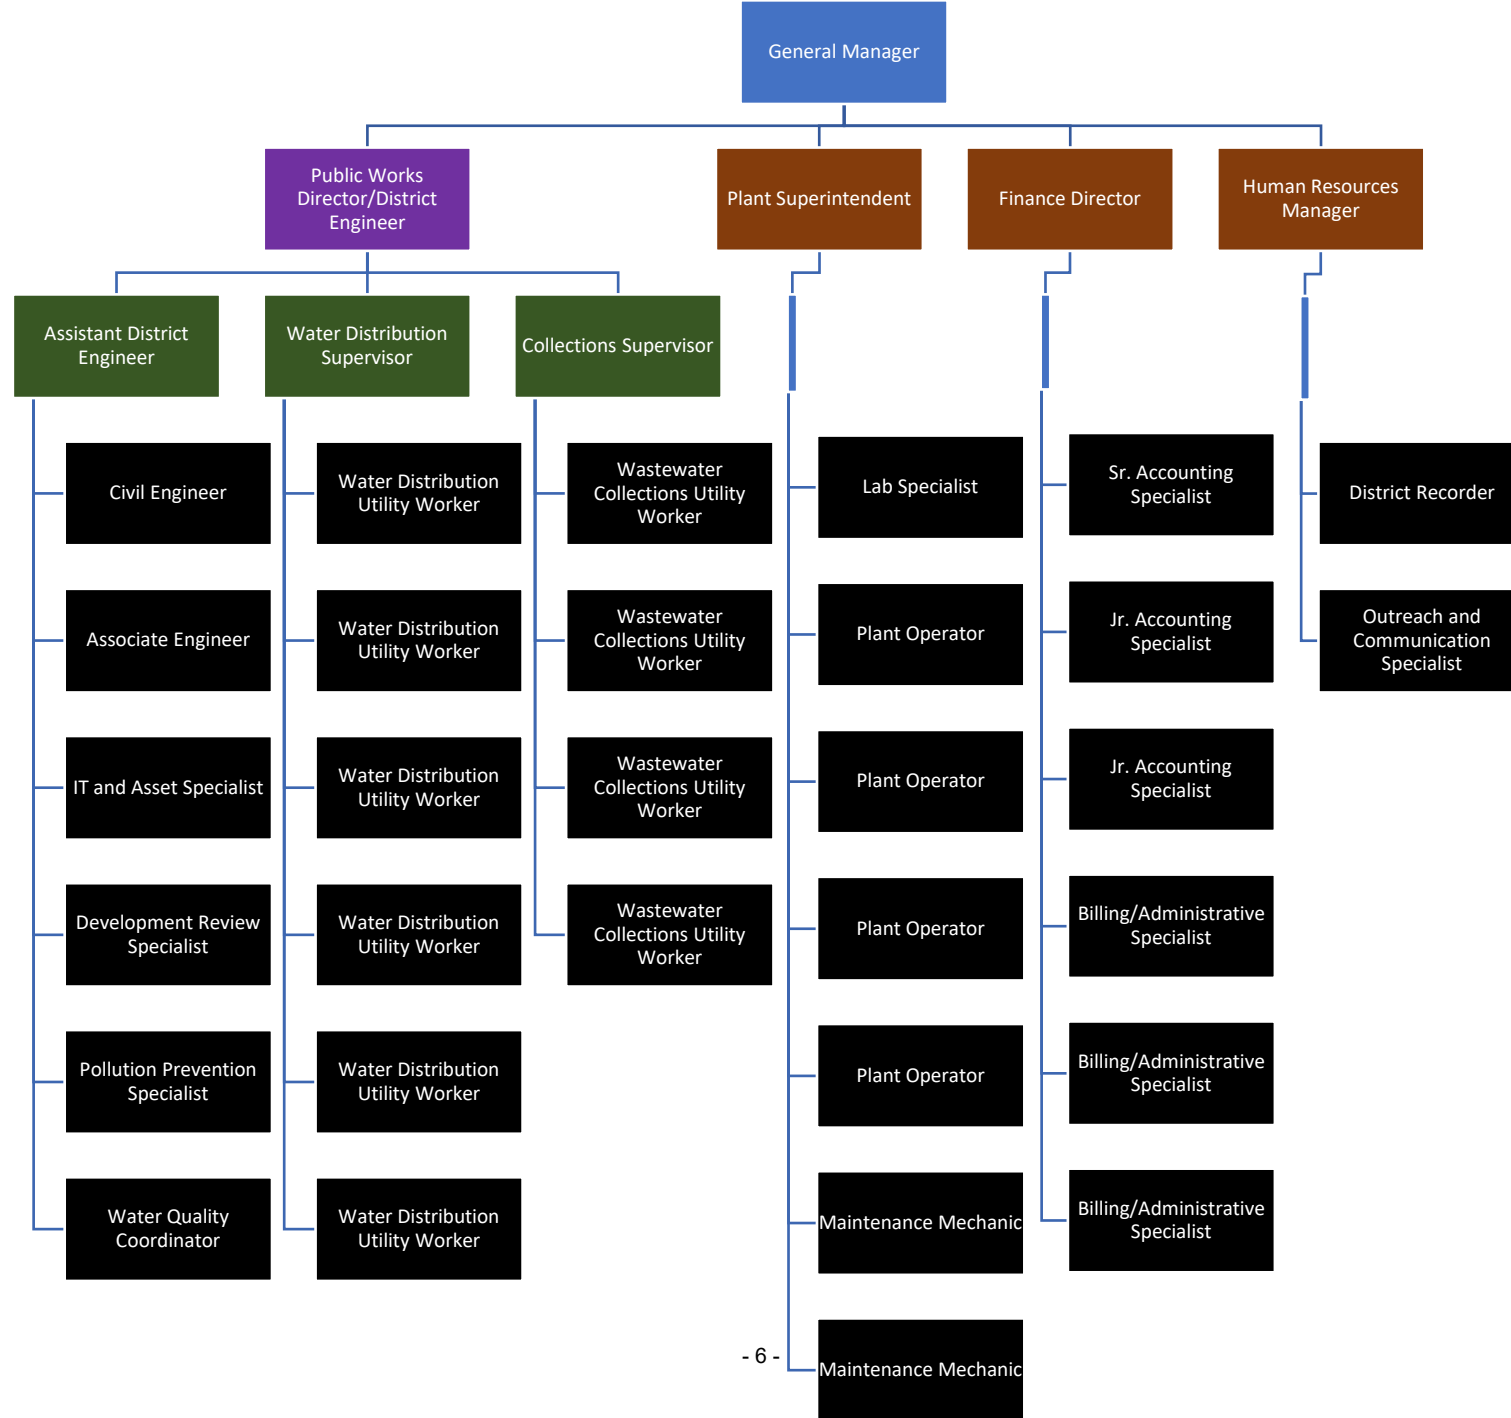 General Manager
Public Works
Director/District
Engineer
Plant Superintendent
Finance Director
Human Resources
Manager
Assistant District
Engineer
Water Distribution
Supervisor
Collections Supervisor
Civil Engineer
Associate Engineer
IT and Asset Specialist
Development Review
Specialist
Pollution Prevention
Specialist
Water Quality
Coordinator
Water Distribution
Utility Worker
Water Distribution
Utility Worker
Water Distribution
Utility Worker
Water Distribution
Utility Worker
Water Distribution
Utility Worker
Water Distribution
Utility Worker
Wastewater
Collections Utility
Worker
Wastewater
Collections Utility
Worker
Wastewater
Collections Utility
Worker
Wastewater
Collections Utility
Worker
Lab Specialist
Plant Operator
Plant Operator
Plant Operator
Plant Operator
Maintenance Mechanic
Maintenance Mechanic
Sr. Accounting
Specialist
Jr. Accounting
Specialist
Jr. Accounting
Specialist
Billing/Administrative
Specialist
Billing/Administrative
Specialist
Billing/Administrative
Specialist
District Recorder
Outreach and
Communication
Specialist
- 6 -